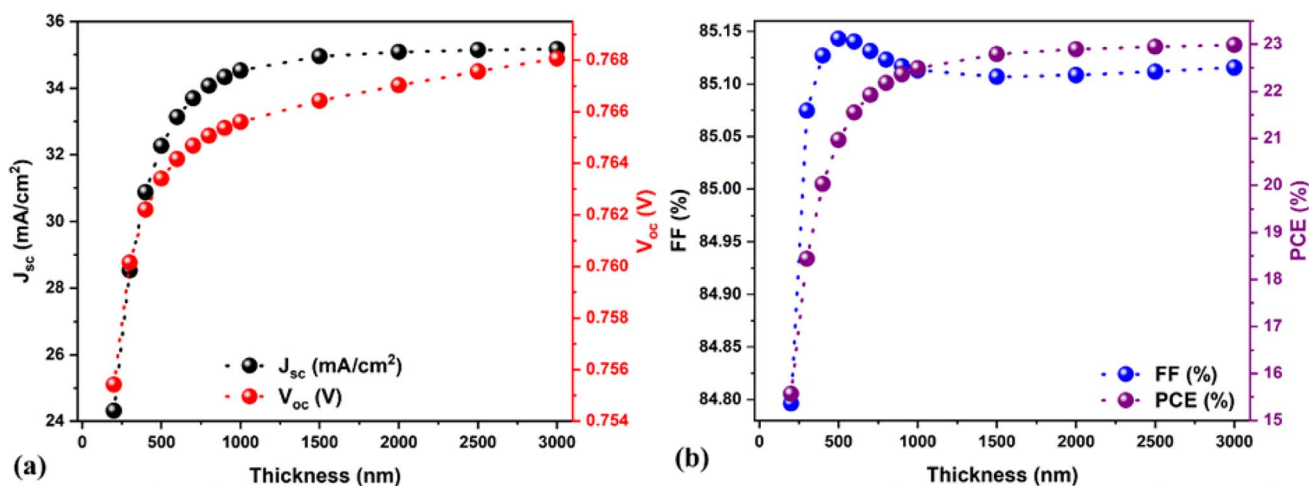 36
34
32
30
28
26
24
J_sc (mA/cm²)
0.768
0.766
0.764
0.762
0.760
0.758
0.756
0.754
V_oc (V)
J_sc (mA/cm²)
V_oc (V)
0 500 1000 1500 2000 2500 3000
Thickness (nm)
(a)
85.15
85.10
85.05
85.00
84.95
84.90
84.85
84.80
FF (%)
23
22
21
20
19
18
17
16
15
PCE (%)
FF (%)
PCE (%)
0 500 1000 1500 2000 2500 3000
Thickness (nm)
(b)